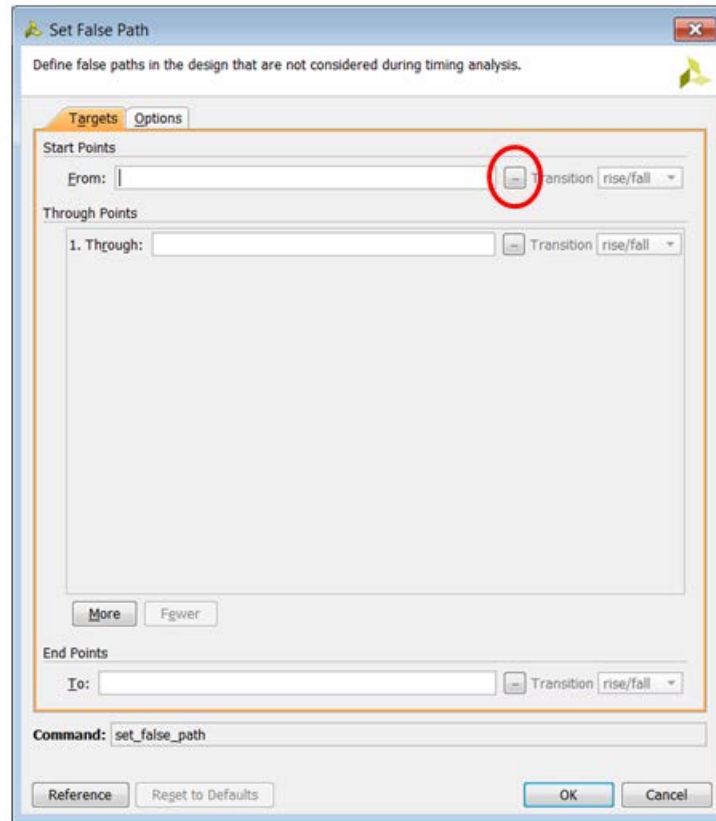 Set False Path
Define false paths in the design that are not considered during timing analysis.
Targets Options
Start Points
From: ... Transition rise/fall
Through Points
1. Through: ... Transition rise/fall
More Fewer
End Points
To: ... Transition rise/fall
Command: set_false_path
Reference Reset to Defaults OK Cancel